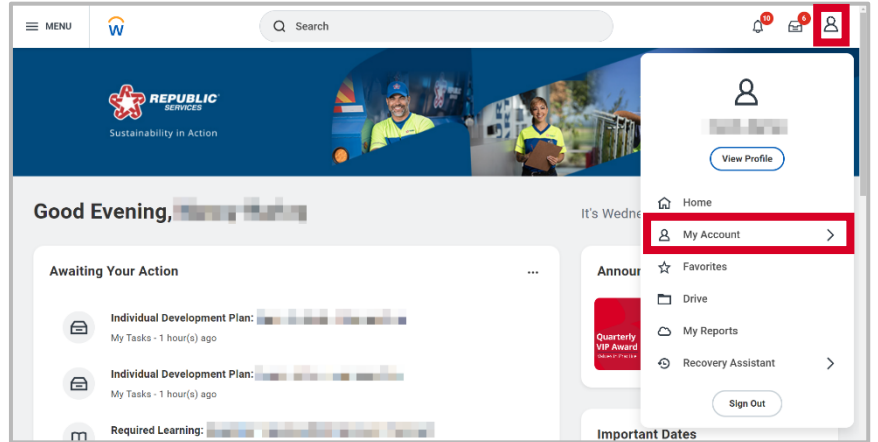 MENU
Search
10
6
REPUBLIC
SERVICES
Sustainability in Action
View Profile
Good Evening,
It's Wedne
Home
My Account
Favorites
Drive
My Reports
Recovery Assistant
Sign Out
Awaiting Your Action
Individual Development Plan:
My Tasks - 1 hour(s) ago
Individual Development Plan:
My Tasks - 1 hour(s) ago
Required Learning:
Announ
Quarterly
VIP Award
Important Dates